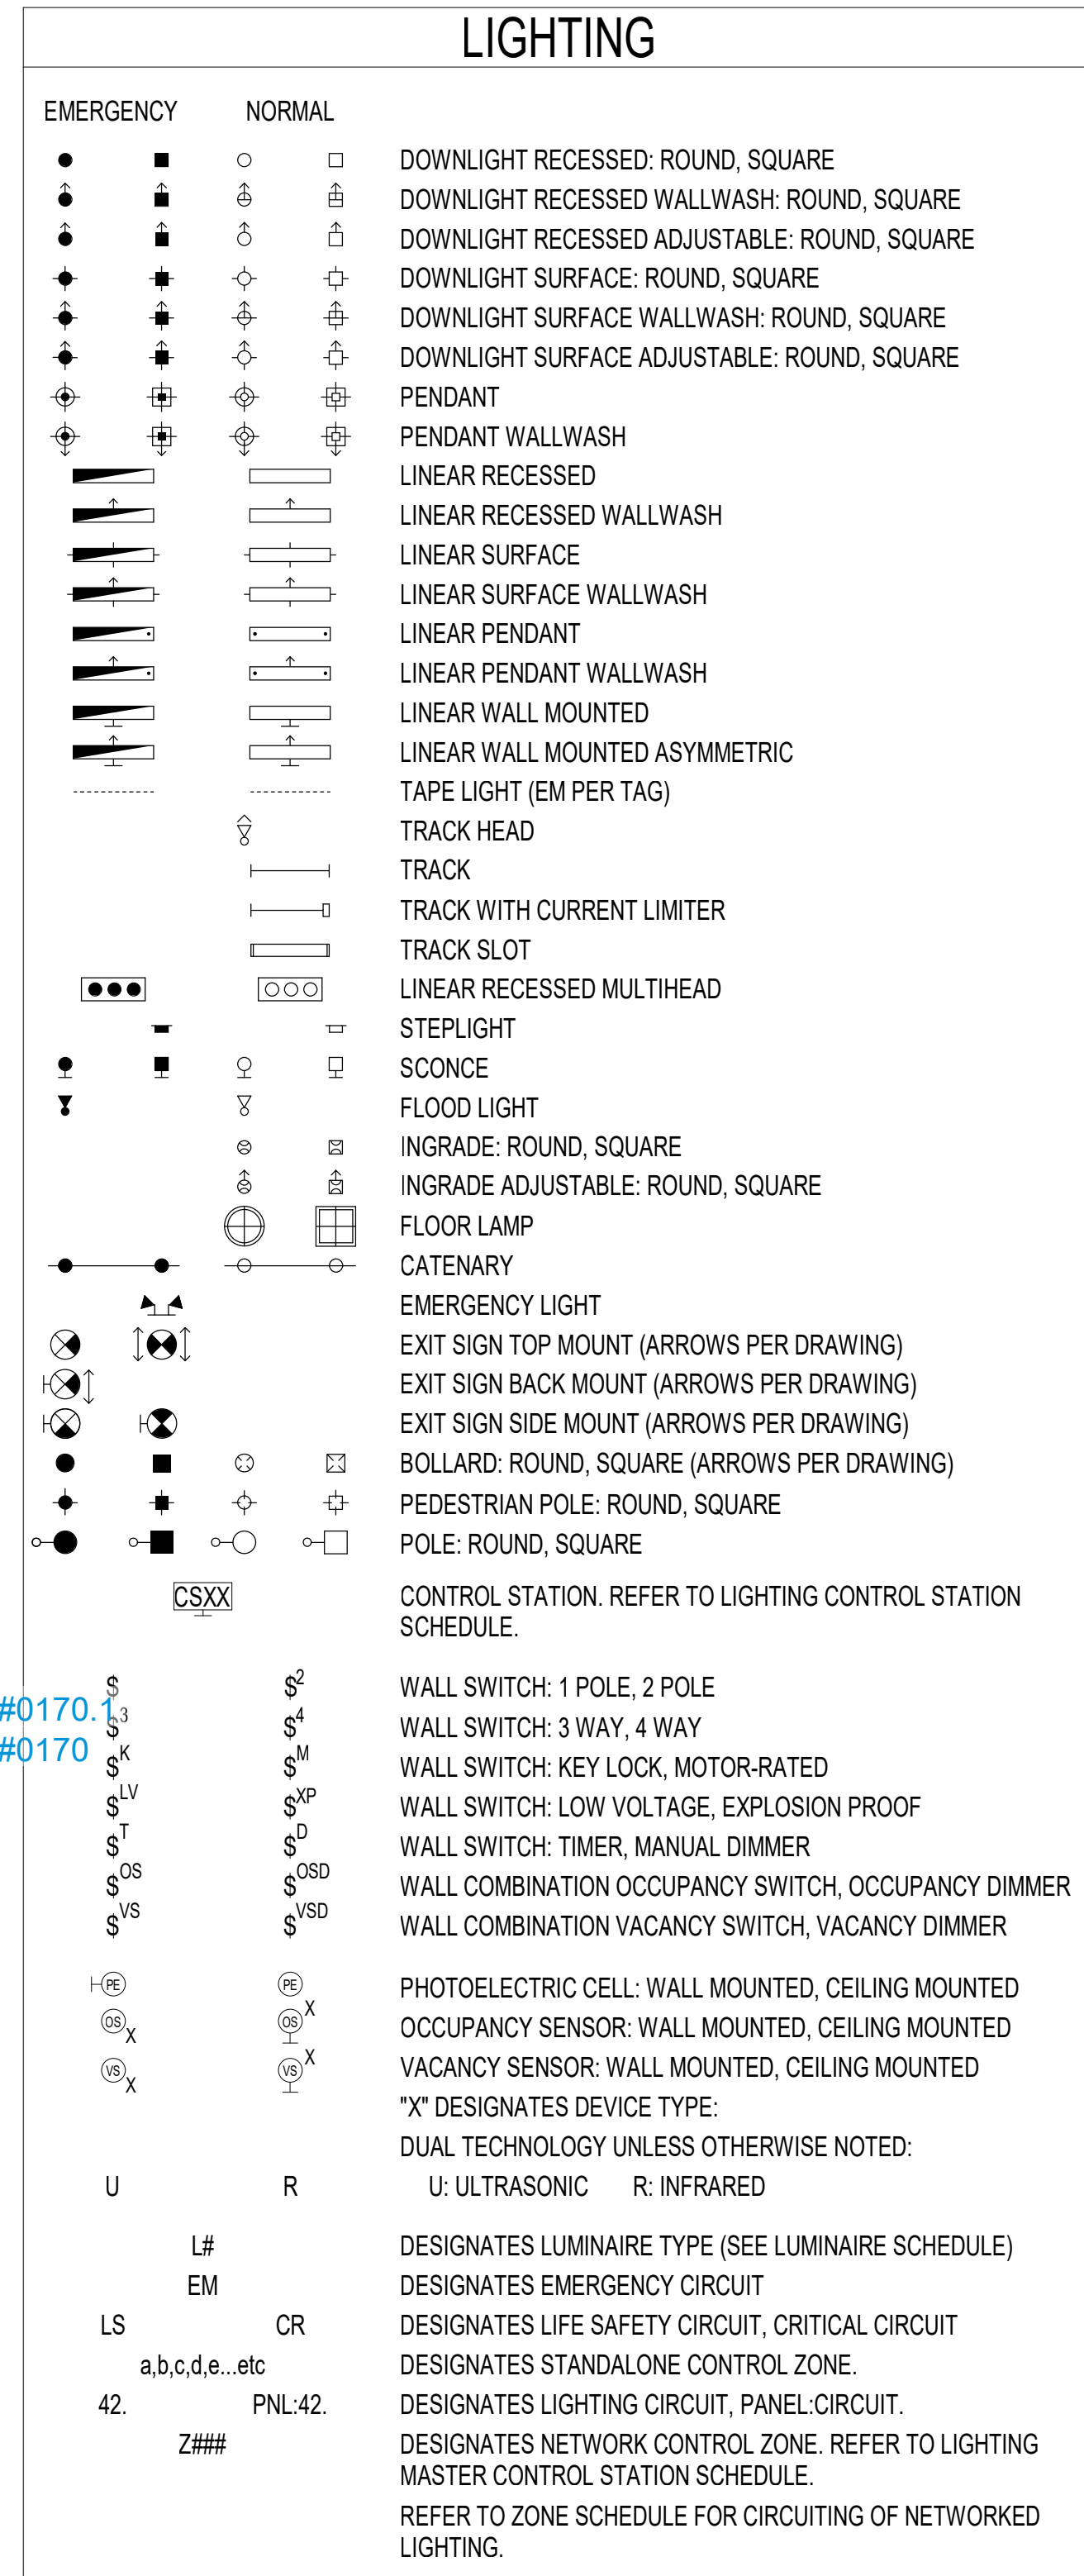 LIGHTING
EMERGENCY NORMAL
DOWNLIGHT RECESSED: ROUND, SQUARE
DOWNLIGHT RECESSED WALLWASH: ROUND, SQUARE
DOWNLIGHT RECESSED ADJUSTABLE: ROUND, SQUARE
DOWNLIGHT SURFACE: ROUND, SQUARE
DOWNLIGHT SURFACE WALLWASH: ROUND, SQUARE
DOWNLIGHT SURFACE ADJUSTABLE: ROUND, SQUARE
PENDANT
PENDANT WALLWASH
LINEAR RECESSED
LINEAR RECESSED WALLWASH
LINEAR SURFACE
LINEAR SURFACE WALLWASH
LINEAR PENDANT
LINEAR PENDANT WALLWASH
LINEAR WALL MOUNTED
LINEAR WALL MOUNTED ASYMMETRIC
TAPE LIGHT (EM PER TAG)
TRACK HEAD
TRACK
TRACK WITH CURRENT LIMITER
TRACK SLOT
LINEAR RECESSED MULTIHEAD
STEPLIGHT
SCONCE
FLOOD LIGHT
INGRADE: ROUND, SQUARE
INGRADE ADJUSTABLE: ROUND, SQUARE
FLOOR LAMP
CATENARY
EMERGENCY LIGHT
EXIT SIGN TOP MOUNT (ARROWS PER DRAWING)
EXIT SIGN BACK MOUNT (ARROWS PER DRAWING)
EXIT SIGN SIDE MOUNT (ARROWS PER DRAWING)
BOLLARD: ROUND, SQUARE (ARROWS PER DRAWING)
PEDESTRIAN POLE: ROUND, SQUARE
POLE: ROUND, SQUARE
CSXX CONTROL STATION. REFER TO LIGHTING CONTROL STATION
SCHEDULE.
$ $2 WALL SWITCH: 1 POLE, 2 POLE
#0170.1
$3 $4 WALL SWITCH: 3 WAY, 4 WAY
#0170
$K $M WALL SWITCH: KEY LOCK, MOTOR-RATED
$LV $XP WALL SWITCH: LOW VOLTAGE, EXPLOSION PROOF
$T $D WALL SWITCH: TIMER, MANUAL DIMMER
$OS $OSD WALL COMBINATION OCCUPANCY SWITCH, OCCUPANCY DIMMER
$VS $VSD WALL COMBINATION VACANCY SWITCH, VACANCY DIMMER
PE PE PHOTOELECTRIC CELL: WALL MOUNTED, CEILING MOUNTED
OS X OS X OCCUPANCY SENSOR: WALL MOUNTED, CEILING MOUNTED
VS X VS X VACANCY SENSOR: WALL MOUNTED, CEILING MOUNTED
"X" DESIGNATES DEVICE TYPE:
DUAL TECHNOLOGY UNLESS OTHERWISE NOTED:
U R U: ULTRASONIC R: INFRARED
L# DESIGNATES LUMINAIRE TYPE (SEE LUMINAIRE SCHEDULE)
EM DESIGNATES EMERGENCY CIRCUIT
LS CR DESIGNATES LIFE SAFETY CIRCUIT, CRITICAL CIRCUIT
a,b,c,d,e...etc DESIGNATES STANDALONE CONTROL ZONE.
42. PNL:42. DESIGNATES LIGHTING CIRCUIT, PANEL:CIRCUIT.
Z### DESIGNATES NETWORK CONTROL ZONE. REFER TO LIGHTING
MASTER CONTROL STATION SCHEDULE.
REFER TO ZONE SCHEDULE FOR CIRCUITING OF NETWORKED
LIGHTING.